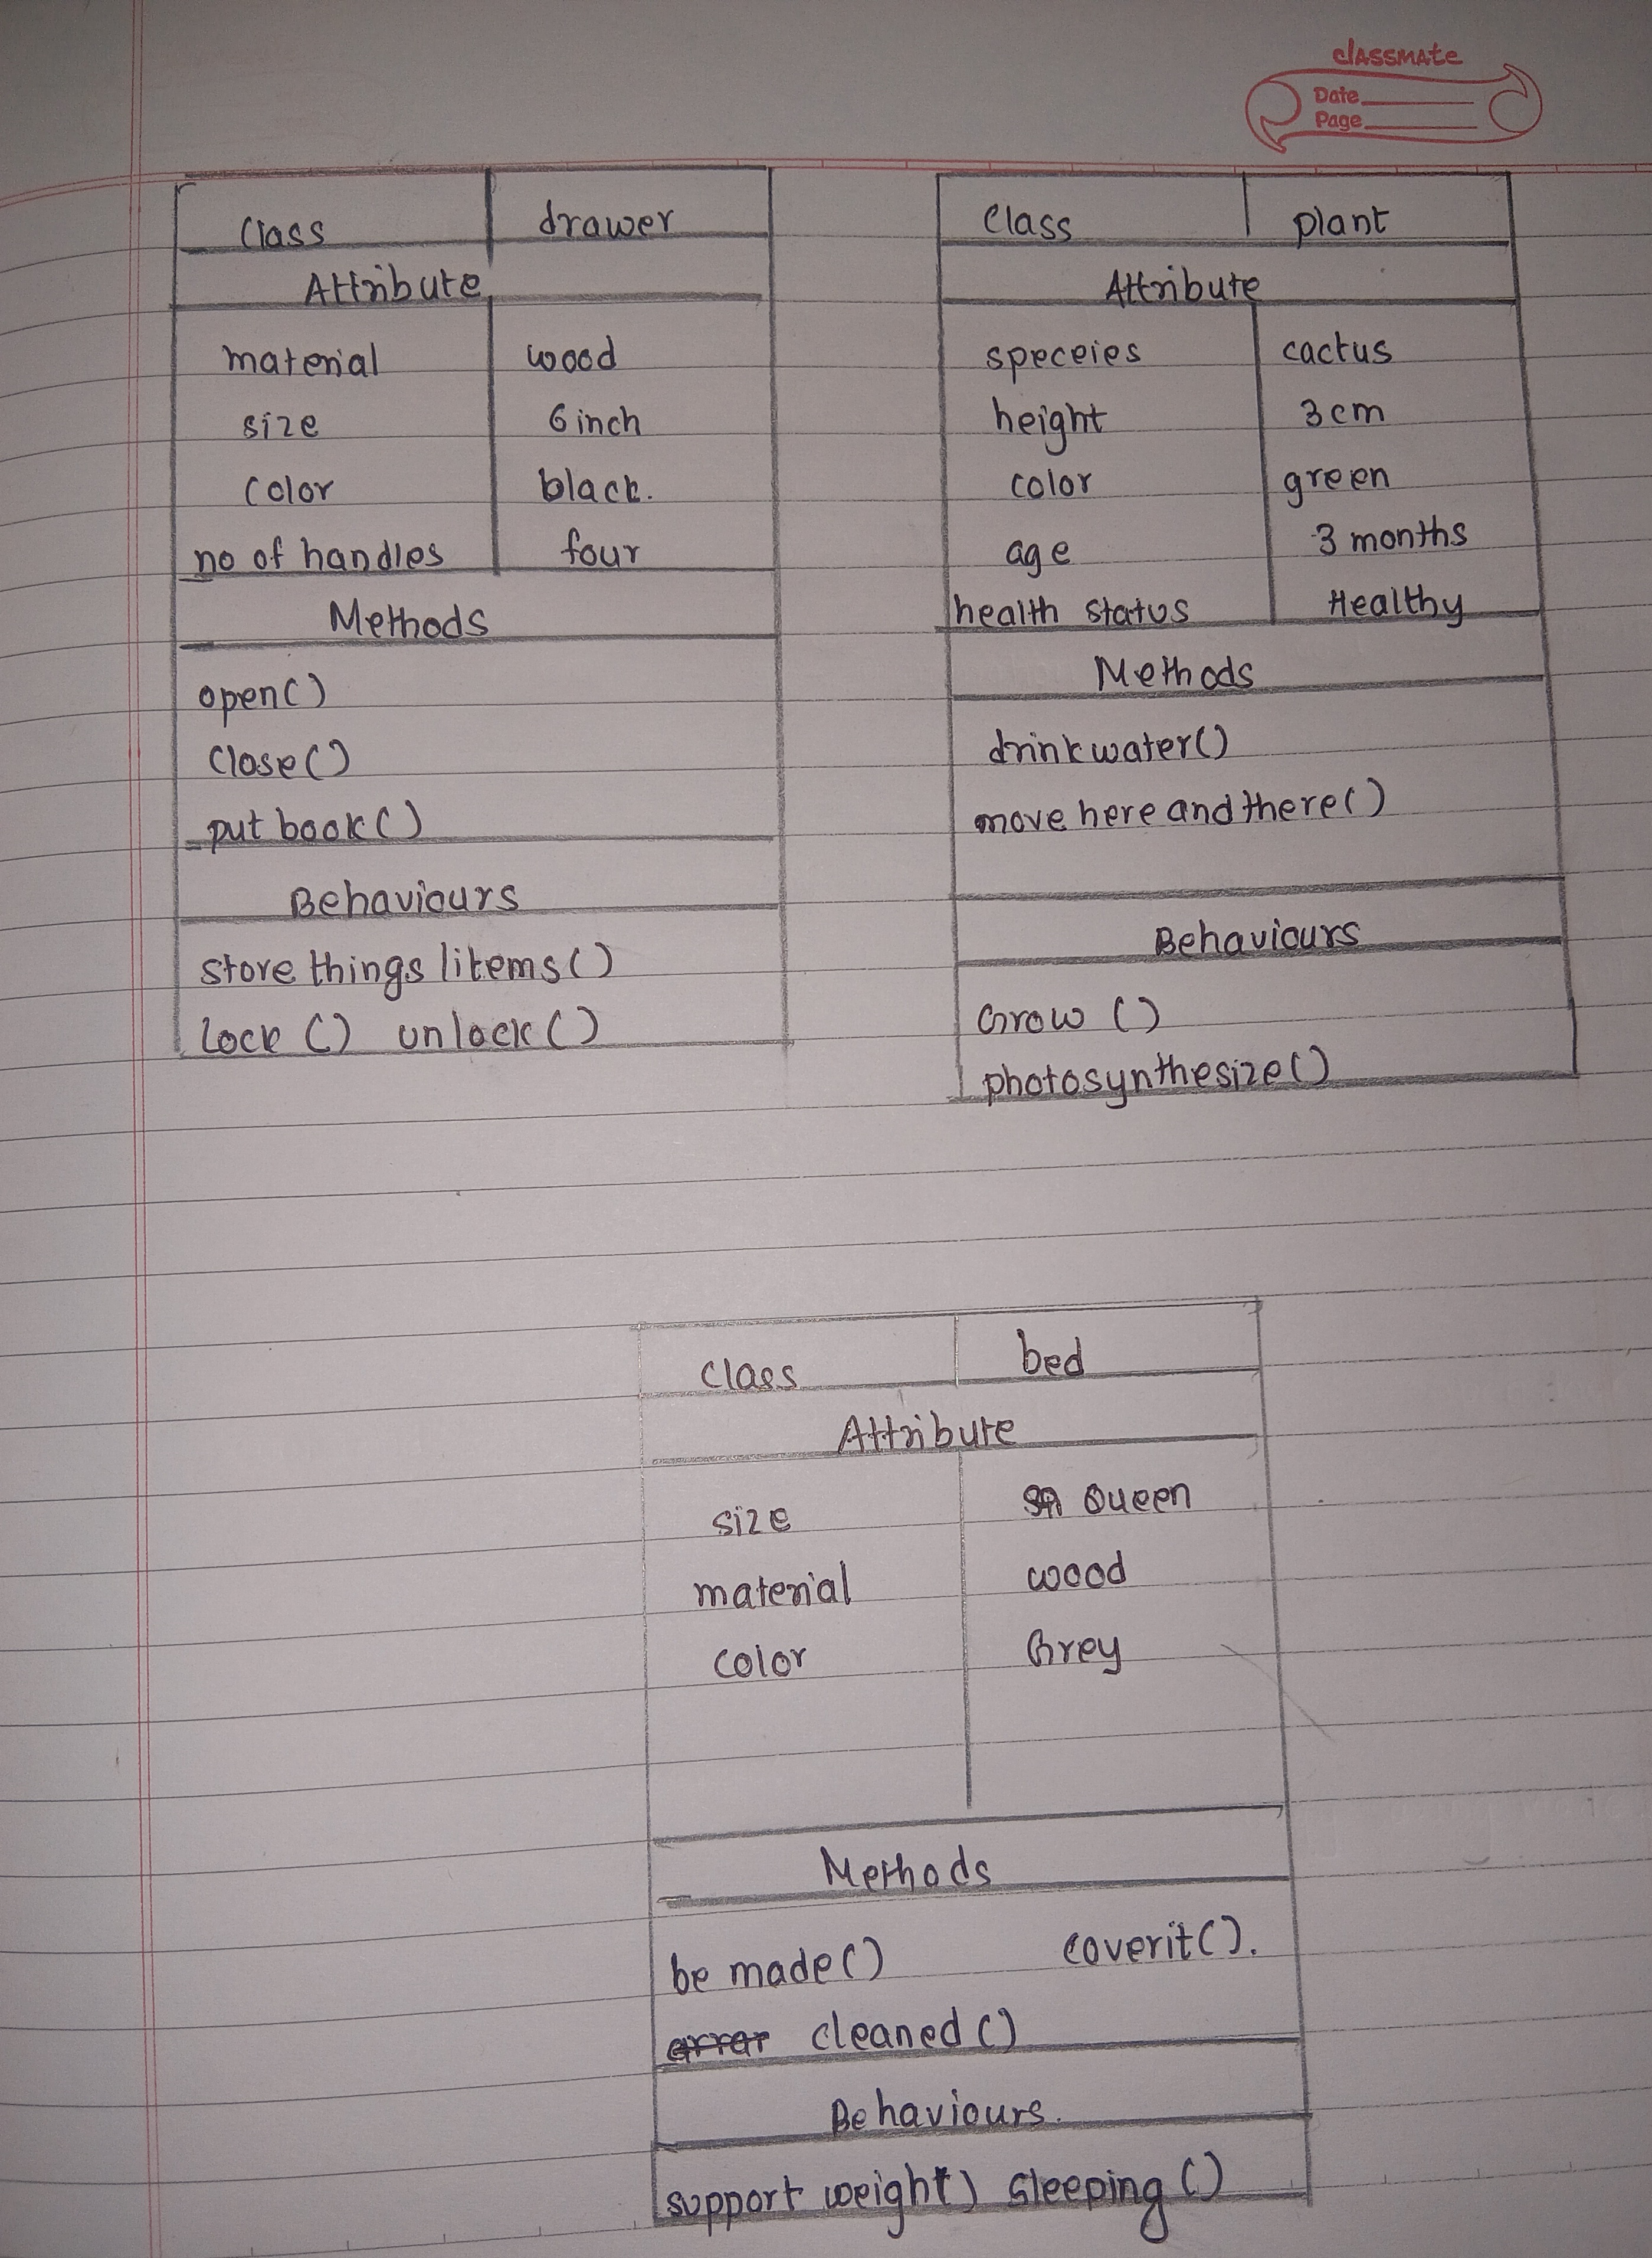 classmate
Date
Page
Class drawer
Attribute
material wood
size 6 inch
color black.
no of handles four
Methods
open()
close()
put book()
Behaviours
store things litems()
Lock () unlock()
Class plant
Attribute
speceies cactus
height 3cm
color green
age 3 months
health status Healthy
Methods
drink water()
move here and there()
Behaviours
Grow ()
photosynthesize()
class bed
Attribute
size Queen
material wood
color Grey
Methods
be made() coverit().
cleaned()
Behaviours.
support weight) Sleeping ()